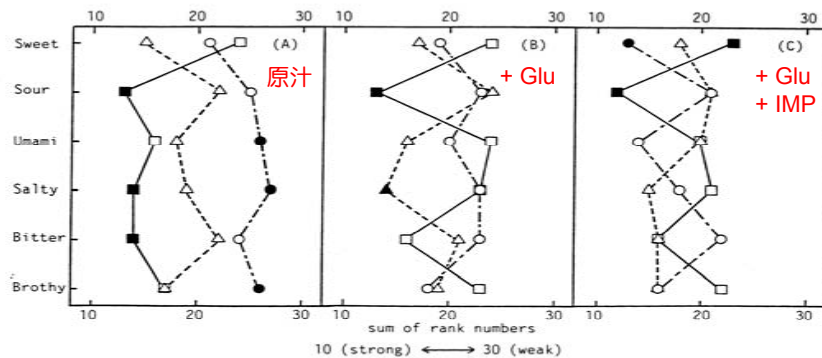 10 20 30 10 20 30 10 20 30
Sweet (A) (B) (C)
原汁 + Glu + Glu
Sour + IMP
Umami
Salty
Bitter
Brothy
10 20 30 10 20 30 10 20 30
sum of rank numbers
10 (strong) ⟵⟶ 30 (weak)